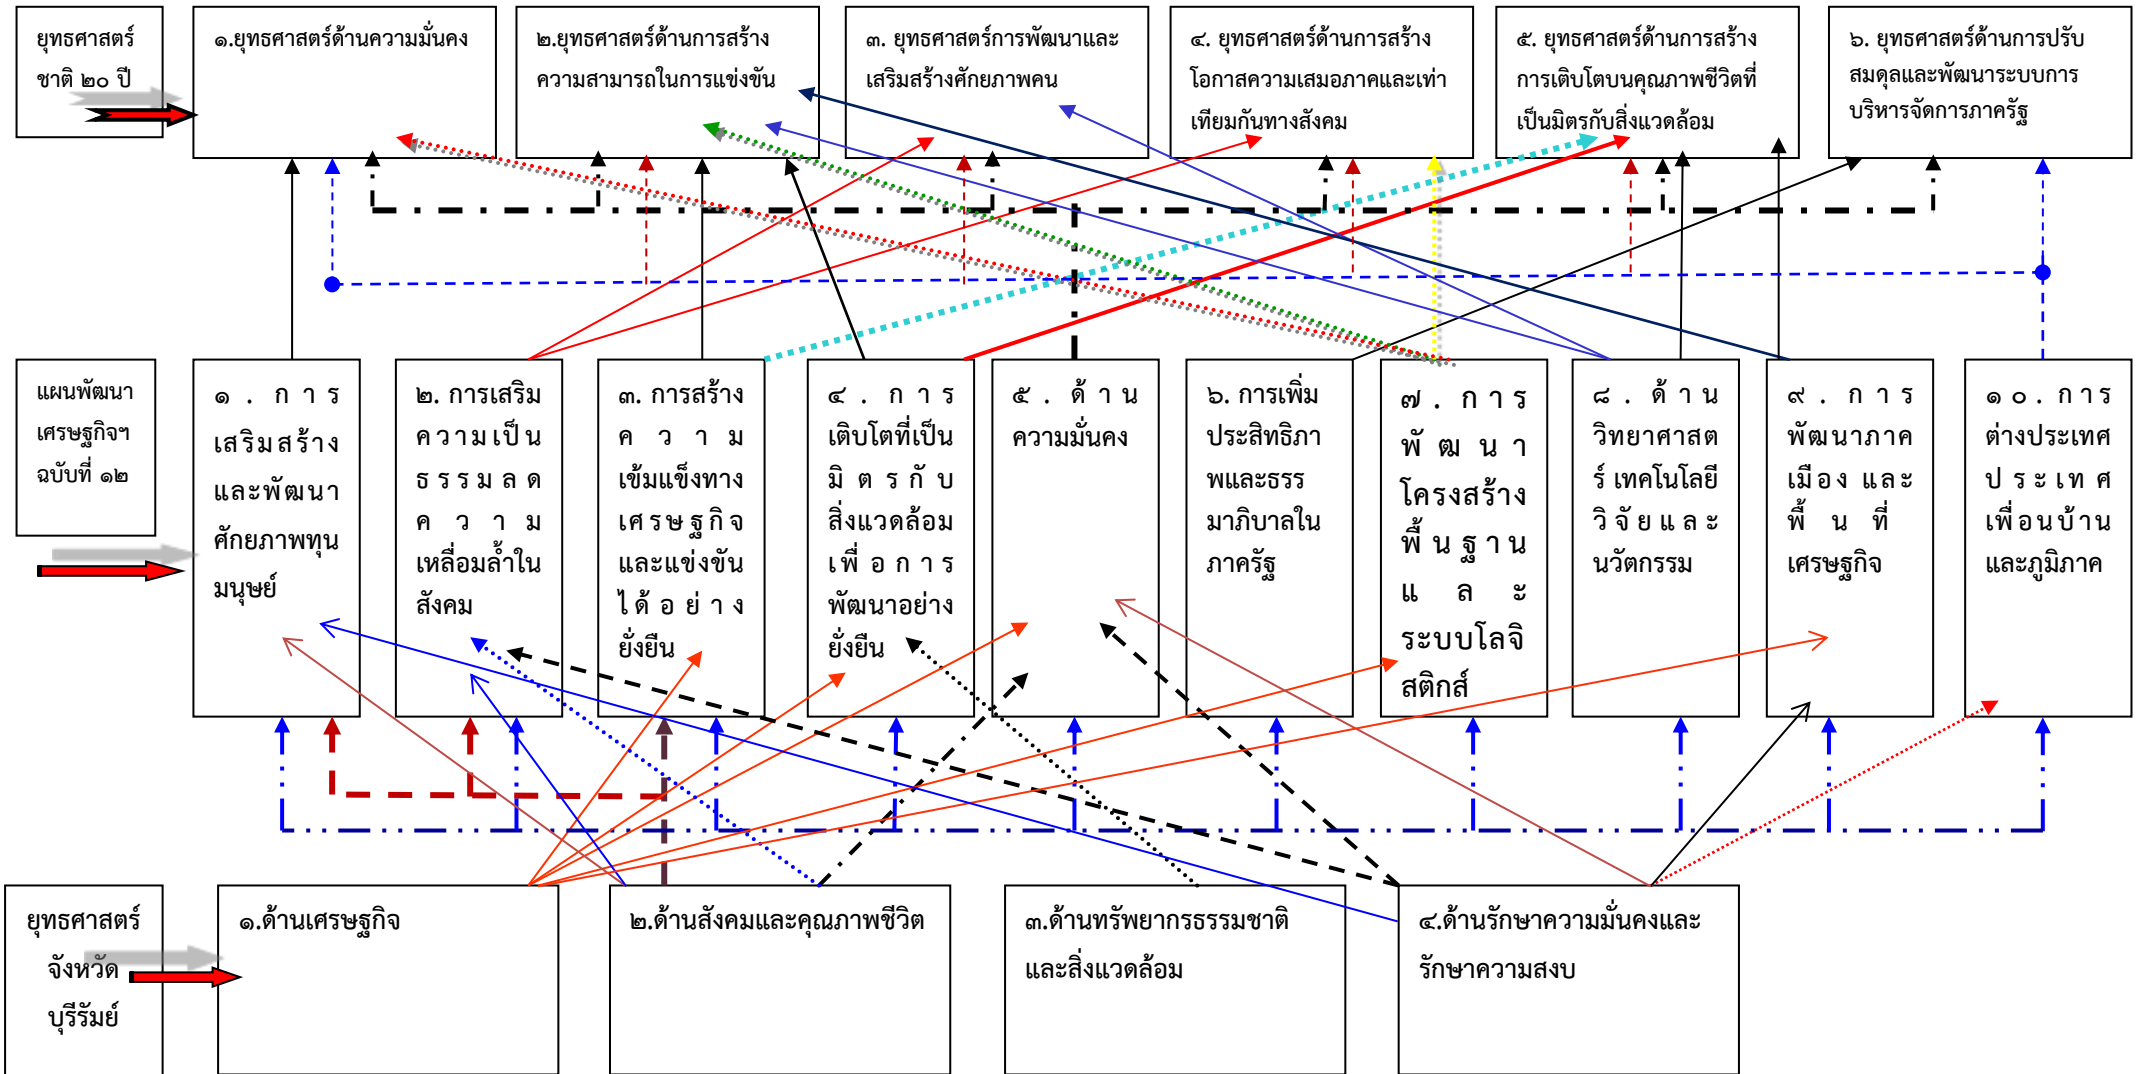 ยุทธศาสตร์
ชาติ ๒๐ ปี
๑.ยุทธศาสตร์ด้านความมั่นคง
๒.ยุทธศาสตร์ด้านการสร้าง
ความสามารถในการแข่งขัน
๓. ยุทธศาสตร์การพัฒนาและ
เสริมสร้างศักยภาพคน
๔. ยุทธศาสตร์ด้านการสร้าง
โอกาสความเสมอภาคและเท่า
เทียมกันทางสังคม
๕. ยุทธศาสตร์ด้านการสร้าง
การเติบโตบนคุณภาพชีวิตที่
เป็นมิตรกับสิ่งแวดล้อม
๖. ยุทธศาสตร์ด้านการปรับ
สมดุลและพัฒนาระบบการ
บริหารจัดการภาครัฐ
แผนพัฒนา
เศรษฐกิจฯ
ฉบับที่ ๑๒
๑. การ
เสริมสร้าง
และพัฒนา
ศักยภาพทุน
มนุษย์
๒. การเสริม
ความเป็น
ธรรมลด
ความ
เหลื่อมล้ำใน
สังคม
๓. การสร้าง
ความ
เข้มแข็งทาง
เศรษฐกิจ
และแข่งขัน
ได้อย่าง
ยั่งยืน
๔. การ
เติบโตที่เป็น
มิตรกับ
สิ่งแวดล้อม
เพื่อการ
พัฒนาอย่าง
ยั่งยืน
๕. ด้าน
ความมั่นคง
๖. การเพิ่ม
ประสิทธิภา
พและธรร
มาภิบาลใน
ภาครัฐ
๗. การ
พัฒนา
โครงสร้าง
พื้นฐาน
และ
ระบบโลจิ
สติกส์
๘. ด้าน
วิทยาศาสต
ร์ เทคโนโลยี
วิจัยและ
นวัตกรรม
๙. การ
พัฒนาภาค
เมือง และ
พื้นที่
เศรษฐกิจ
๑๐. การ
ต่างประเทศ
ประเทศ
เพื่อนบ้าน
และภูมิภาค
ยุทธศาสตร์
จังหวัด
บุรีรัมย์
๑.ด้านเศรษฐกิจ
๒.ด้านสังคมและคุณภาพชีวิต
๓.ด้านทรัพยากรธรรมชาติ
และสิ่งแวดล้อม
๔.ด้านรักษาความมั่นคงและ
รักษาความสงบ